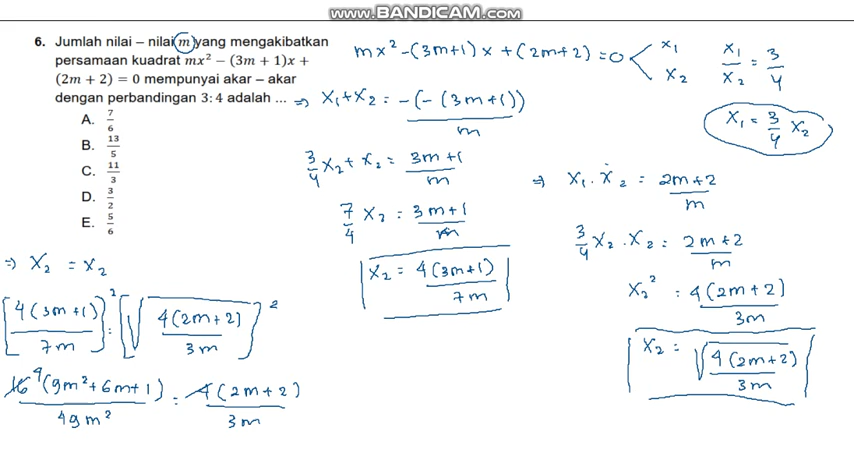 www.BANDICAM.com
6. Jumlah nilai – nilai m yang mengakibatkan
persamaan kuadrat mx² − (3m + 1)x +
(2m + 2) = 0 mempunyai akar – akar
dengan perbandingan 3: 4 adalah ...
A. 7/6
B. 13/5
C. 11/3
D. 3/2
E. 5/6
mx² - (3m+1)x + (2m+2) = 0 < x₁ x₂
x₁/x₂ = 3/4
x₁ = 3/4 x₂
⇒ x₁ + x₂ = -(-(3m+1))/m
3/4 x₂ + x₂ = 3m+1/m
7/4 x₂ = 3m+1/m
x₂ = 4(3m+1)/7m
⇒ x₁ . x₂ = 2m+2/m
3/4 x₂ . x₂ = 2m+2/m
x₂² = 4(2m+2)/3m
x₂ = √(4(2m+2)/3m)
⇒ x₂ = x₂
[4(3m+1)/7m]² = [√(4(2m+2)/3m)]²
16 4(9m²+6m+1)/49m² = 4(2m+2)/3m